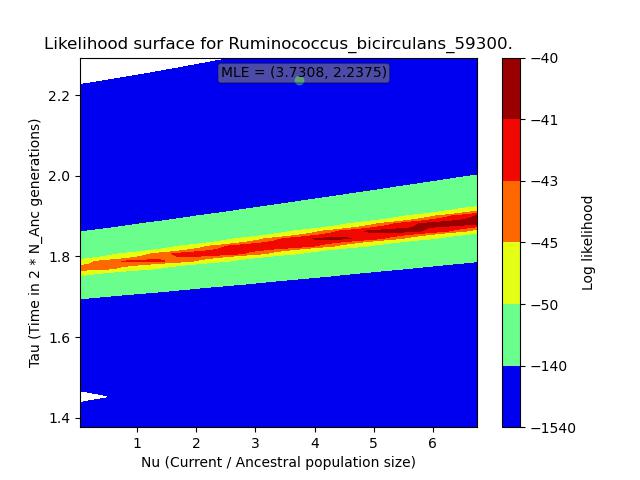 Likelihood surface for Ruminococcus_bicirculans_59300.
MLE = (3.7308, 2.2375)
2.2
2.0
1.8
1.6
1.4
Tau (Time in 2 * N_Anc generations)
1 2 3 4 5 6
Nu (Current / Ancestral population size)
−40
−41
−43
−45
−50
−140
−1540
Log likelihood